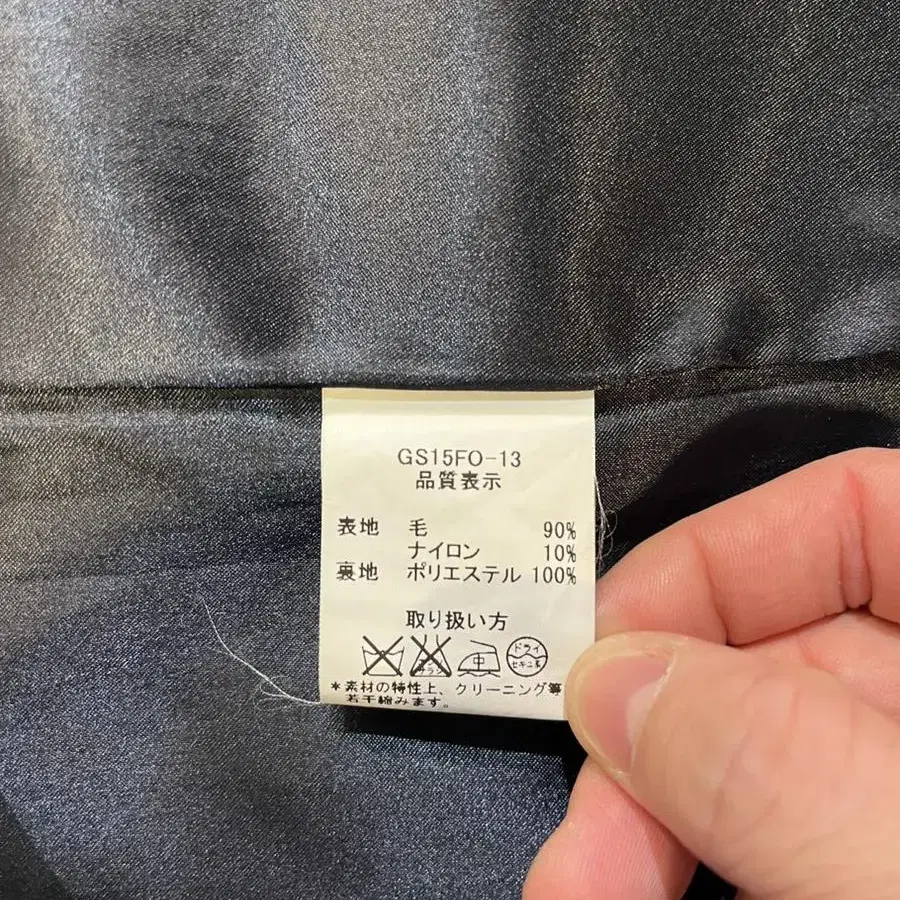 GS15FO-13
品質表示
表地 毛 90%
ナイロン 10%
裏地 ポリエステル 100%
取り扱い方
中 ドライ
セキユ系
*素材の特性上、クリーニング等
若干縮みます。